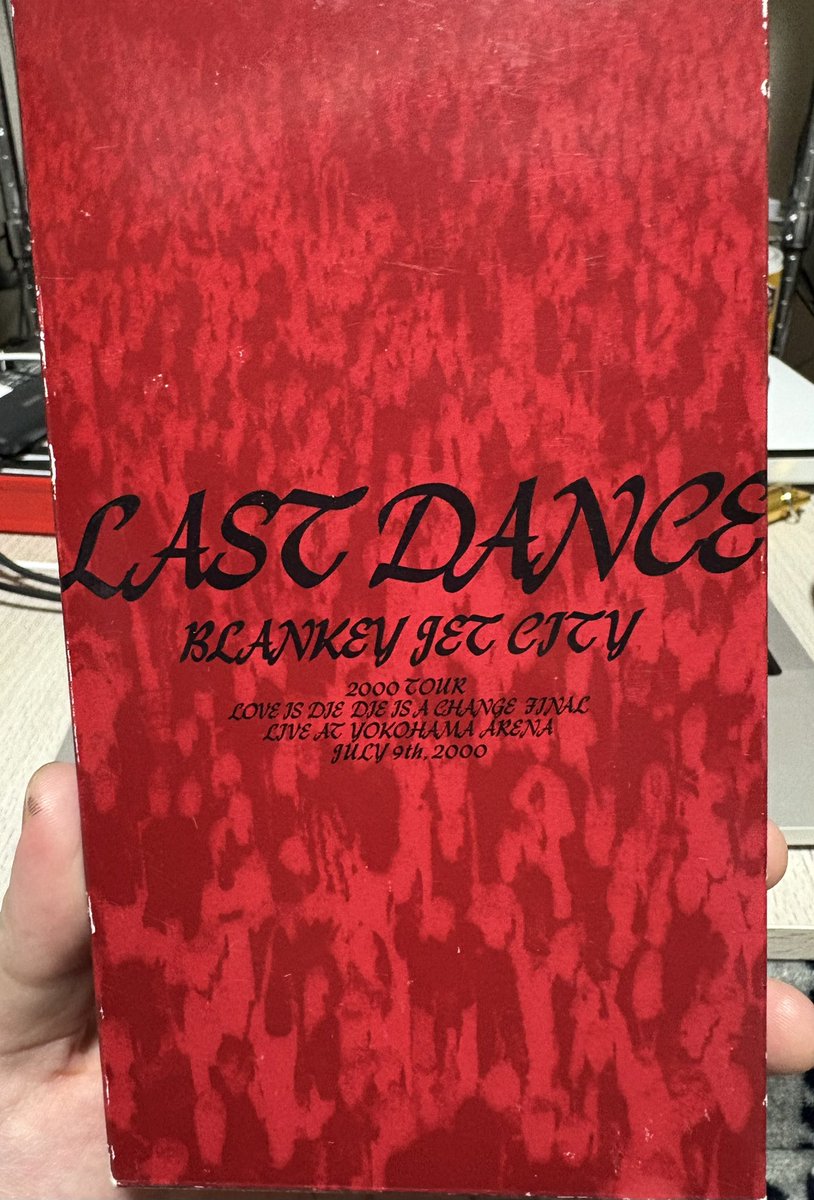 LAST DANCE
BLANKEY JET CITY
2000 TOUR
LOVE IS DIE DIE IS A CHANGE FINAL
LIVE AT YOKOHAMA ARENA
JULY 9th, 2000